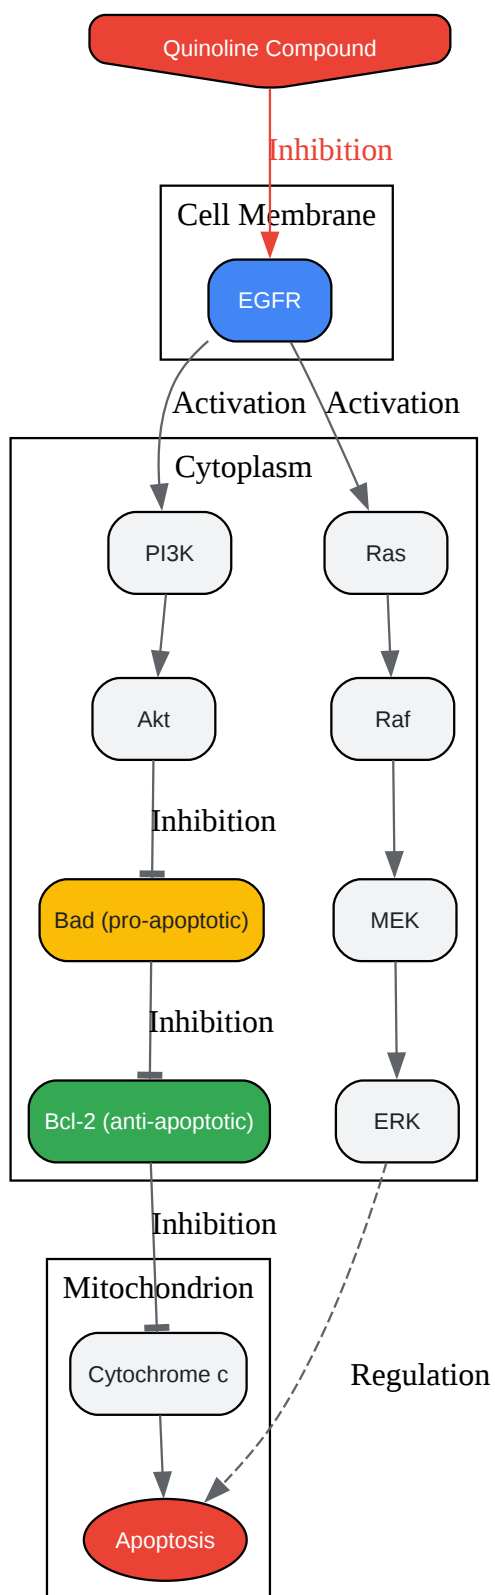 Quinoline Compound
Inhibition
Cell Membrane
EGFR
Activation
Activation
Cytoplasm
PI3K
Ras
Akt
Raf
Inhibition
Bad (pro-apoptotic)
MEK
Inhibition
Bcl-2 (anti-apoptotic)
ERK
Inhibition
Mitochondrion
Cytochrome c
Regulation
Apoptosis